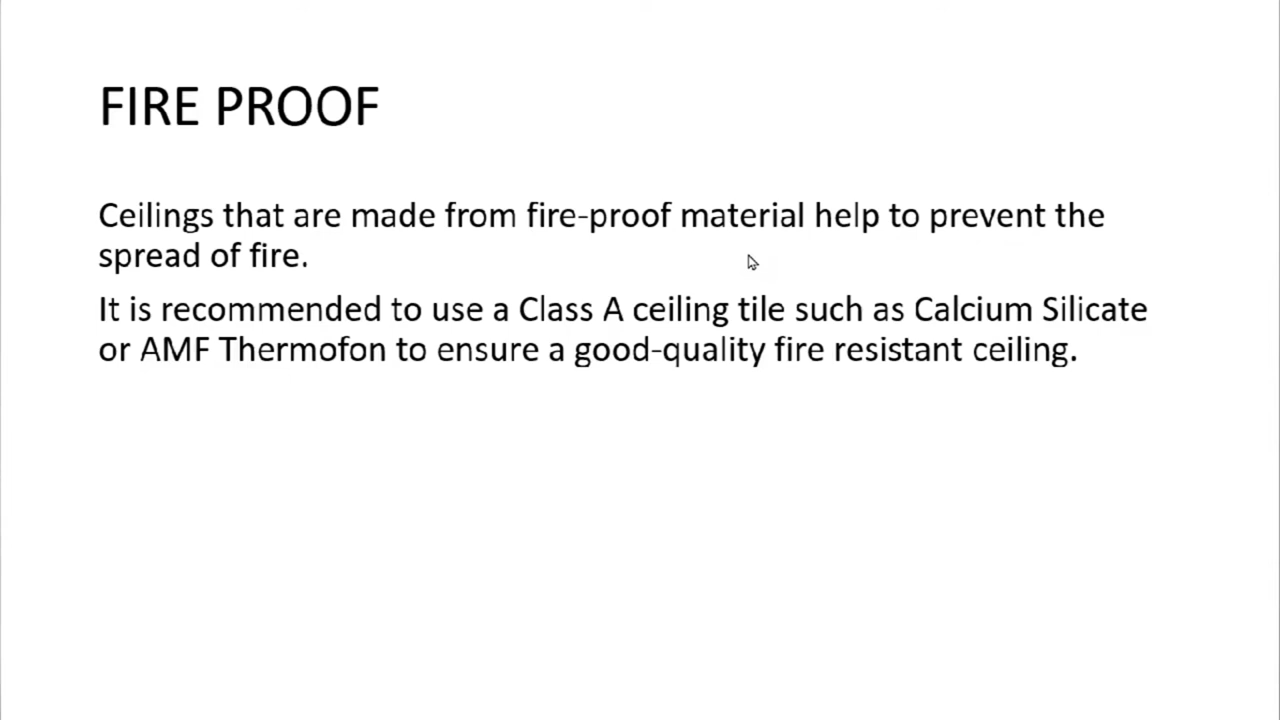 FIRE PROOF
Ceilings that are made from fire-proof material help to prevent the
spread of fire.
It is recommended to use a Class A ceiling tile such as Calcium Silicate
or AMF Thermofon to ensure a good-quality fire resistant ceiling.